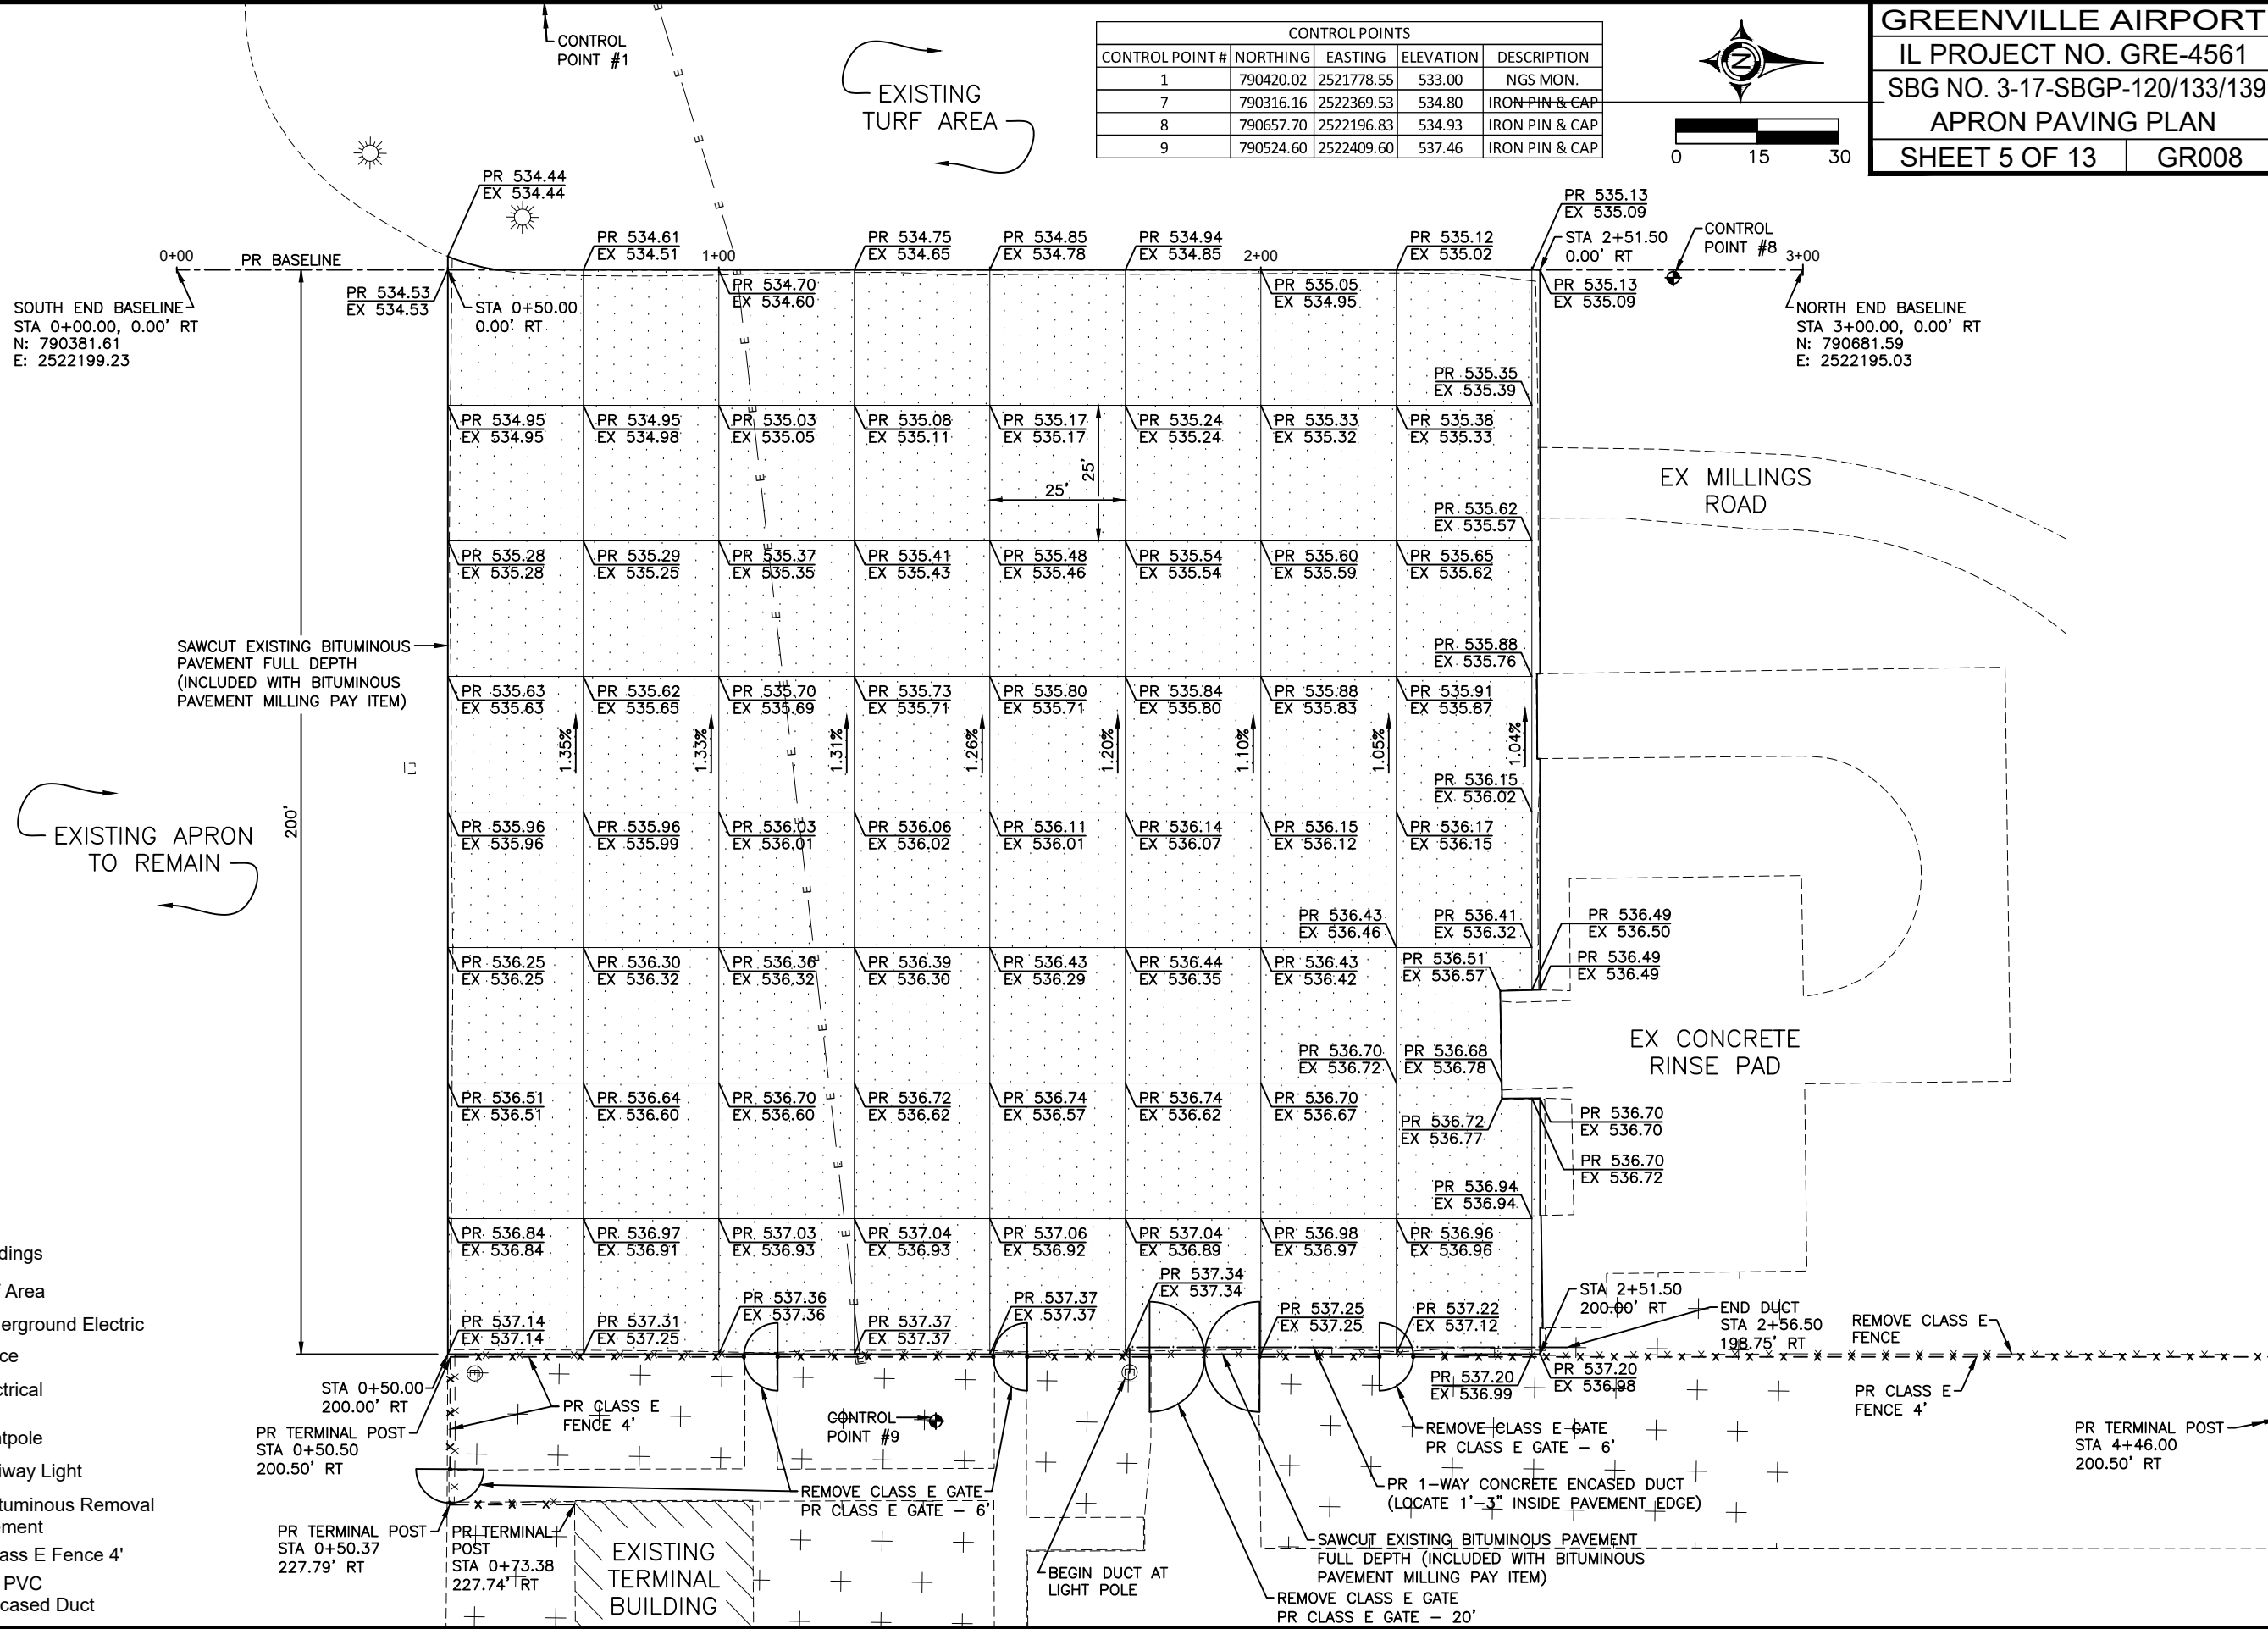 GREENVILLE AIRPORT
IL PROJECT NO. GRE-4561
SBG NO. 3-17-SBGP-120/133/139
APRON PAVING PLAN
SHEET 5 OF 13 GR008
CONTROL POINTS
CONTROL POINT # NORTHING EASTING ELEVATION DESCRIPTION
1 790420.02 2521778.55 533.00 NGS MON.
7 790316.16 2522369.53 534.80 IRON PIN & CAP
8 790657.70 2522196.83 534.93 IRON PIN & CAP
9 790524.60 2522409.60 537.46 IRON PIN & CAP
N
0 15 30
CONTROL
POINT #1
EXISTING
TURF AREA
PR 534.44
EX 534.44
PR 535.13
EX 535.09
CONTROL
POINT #8
STA 2+51.50
0.00' RT
0+00
PR BASELINE
1+00
2+00
3+00
PR 534.61
EX 534.51
PR 534.75
EX 534.65
PR 534.85
EX 534.78
PR 534.94
EX 534.85
PR 535.12
EX 535.02
PR 534.53
EX 534.53
STA 0+50.00
0.00' RT
PR 534.70
EX 534.60
PR 535.05
EX 534.95
PR 535.13
EX 535.09
SOUTH END BASELINE
STA 0+00.00, 0.00' RT
N: 790381.61
E: 2522199.23
NORTH END BASELINE
STA 3+00.00, 0.00' RT
N: 790681.59
E: 2522195.03
PR 535.35
EX 535.39
PR 534.95
EX 534.95
PR 534.95
EX 534.98
PR 535.03
EX 535.05
PR 535.08
EX 535.11
PR 535.17
EX 535.17
PR 535.24
EX 535.24
PR 535.33
EX 535.32
PR 535.38
EX 535.33
25'
25'
EX MILLINGS
ROAD
PR 535.62
EX 535.57
PR 535.28
EX 535.28
PR 535.29
EX 535.25
PR 535.37
EX 535.35
PR 535.41
EX 535.43
PR 535.48
EX 535.46
PR 535.54
EX 535.54
PR 535.60
EX 535.59
PR 535.65
EX 535.62
SAWCUT EXISTING BITUMINOUS
PAVEMENT FULL DEPTH
(INCLUDED WITH BITUMINOUS
PAVEMENT MILLING PAY ITEM)
PR 535.88
EX 535.76
PR 535.63
EX 535.63
PR 535.62
EX 535.65
PR 535.70
EX 535.69
PR 535.73
EX 535.71
PR 535.80
EX 535.71
PR 535.84
EX 535.80
PR 535.88
EX 535.83
PR 535.91
EX 535.87
1.35%
1.33%
1.31%
1.26%
1.20%
1.10%
1.05%
1.04%
200'
EXISTING APRON
TO REMAIN
PR 536.15
EX 536.02
PR 535.96
EX 535.96
PR 535.96
EX 535.99
PR 536.03
EX 536.01
PR 536.06
EX 536.02
PR 536.11
EX 536.01
PR 536.14
EX 536.07
PR 536.15
EX 536.12
PR 536.17
EX 536.15
PR 536.43
EX 536.46
PR 536.41
EX 536.32
PR 536.49
EX 536.50
PR 536.49
EX 536.49
PR 536.25
EX 536.25
PR 536.30
EX 536.32
PR 536.36
EX 536.32
PR 536.39
EX 536.30
PR 536.43
EX 536.29
PR 536.44
EX 536.35
PR 536.43
EX 536.42
PR 536.51
EX 536.57
EX CONCRETE
RINSE PAD
PR 536.70
EX 536.72
PR 536.68
EX 536.78
PR 536.51
EX 536.51
PR 536.64
EX 536.60
PR 536.70
EX 536.60
PR 536.72
EX 536.62
PR 536.74
EX 536.57
PR 536.74
EX 536.62
PR 536.70
EX 536.67
PR 536.72
EX 536.77
PR 536.70
EX 536.70
PR 536.70
EX 536.72
PR 536.94
EX 536.94
PR 536.84
EX 536.84
PR 536.97
EX 536.91
PR 537.03
EX 536.93
PR 537.04
EX 536.93
PR 537.06
EX 536.92
PR 537.04
EX 536.89
PR 536.98
EX 536.97
PR 536.96
EX 536.96
PR 537.14
EX 537.14
PR 537.31
EX 537.25
PR 537.36
EX 537.36
PR 537.37
EX 537.37
PR 537.37
EX 537.37
PR 537.34
EX 537.34
PR 537.25
EX 537.25
PR 537.22
EX 537.12
STA 2+51.50
200.00' RT
END DUCT
STA 2+56.50
198.75' RT
REMOVE CLASS E
FENCE
PR 537.20
EX 536.99
PR 537.20
EX 536.98
PR CLASS E
FENCE 4'
PR TERMINAL POST
STA 4+46.00
200.50' RT
dings
Area
erground Electric
ce
ctrical
tpole
iway Light
tuminous Removal
ement
ass E Fence 4'
PVC
cased Duct
STA 0+50.00
200.00' RT
PR TERMINAL POST
STA 0+50.50
200.50' RT
PR CLASS E
FENCE 4'
CONTROL
POINT #9
REMOVE CLASS E GATE
PR CLASS E GATE - 6'
REMOVE CLASS E GATE
PR CLASS E GATE - 6'
PR 1-WAY CONCRETE ENCASED DUCT
(LOCATE 1'-3" INSIDE PAVEMENT EDGE)
PR TERMINAL POST
STA 0+50.37
227.79' RT
PR TERMINAL
POST
STA 0+73.38
227.74' RT
EXISTING
TERMINAL
BUILDING
BEGIN DUCT AT
LIGHT POLE
SAWCUT EXISTING BITUMINOUS PAVEMENT
FULL DEPTH (INCLUDED WITH BITUMINOUS
PAVEMENT MILLING PAY ITEM)
REMOVE CLASS E GATE
PR CLASS E GATE - 20'